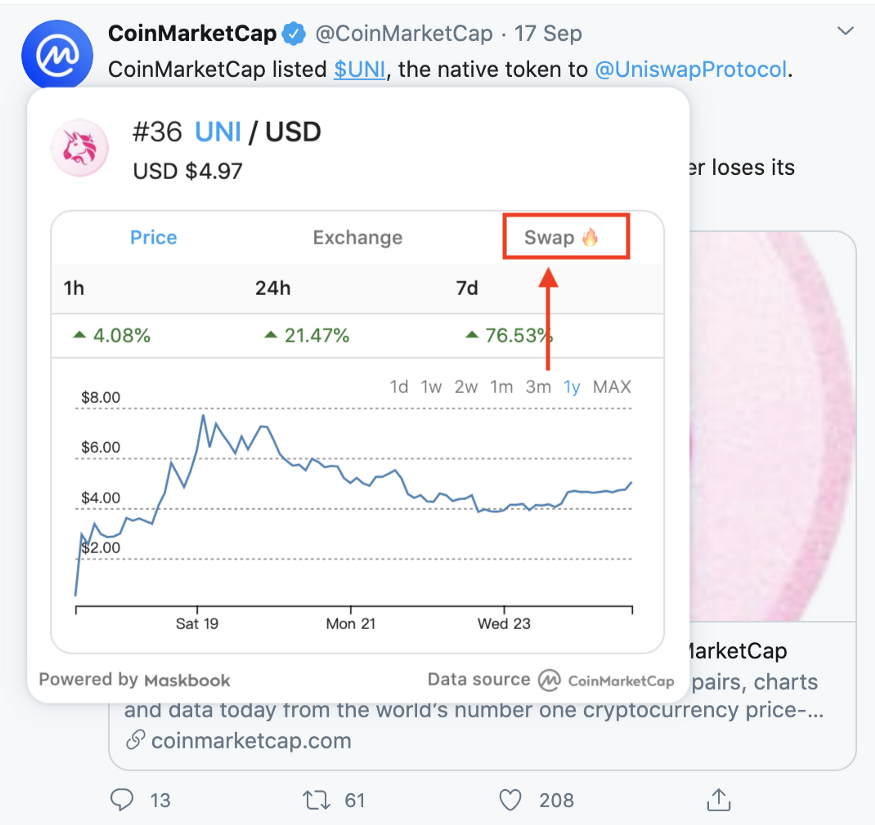 CoinMarketCap @CoinMarketCap · 17 Sep
CoinMarketCap listed $UNI, the native token to @UniswapProtocol.
er loses its
#36 UNI / USD
USD $4.97
Price Exchange Swap 🔥
1h 24h 7d
4.08% 21.47% 76.53%
1d 1w 2w 1m 3m 1y MAX
$8.00
$6.00
$4.00
$2.00
Sat 19 Mon 21 Wed 23
Powered by Maskbook Data source CoinMarketCap
MarketCap
pairs, charts
and data today from the world's number one cryptocurrency price-...
coinmarketcap.com
13 61 208